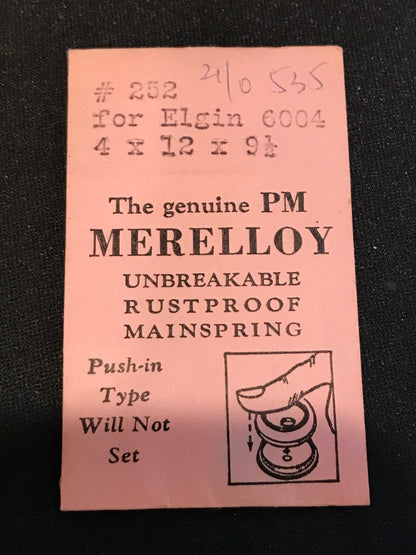 21/0 535
# 252
for Elgin 6004
4 x 12 x 9½
The genuine PM
MERELLOY
UNBREAKABLE
RUSTPROOF
MAINSPRING
Push-in
Type
Will Not
Set